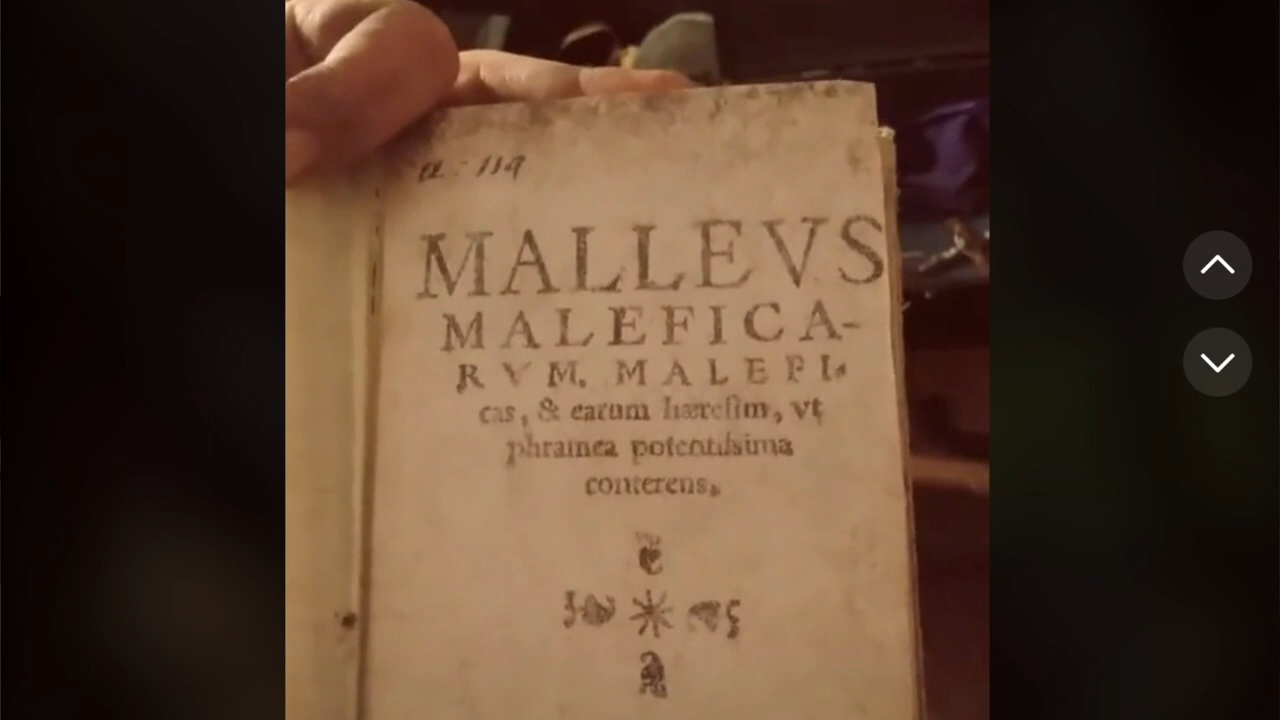 a: 119
MALLEVS
MALEFICA-
RVM. MALEFI-
cas, & earum hæresim, vt
phramea potentissima
conterens.